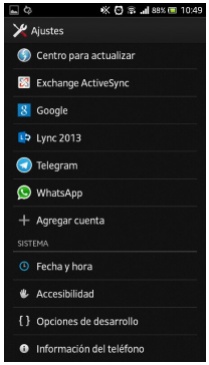 88% 10:49
Ajustes
Centro para actualizar
Exchange ActiveSync
Google
Lync 2013
Telegram
WhatsApp
Agregar cuenta
SISTEMA
Fecha y hora
Accesibilidad
Opciones de desarrollo
Información del teléfono